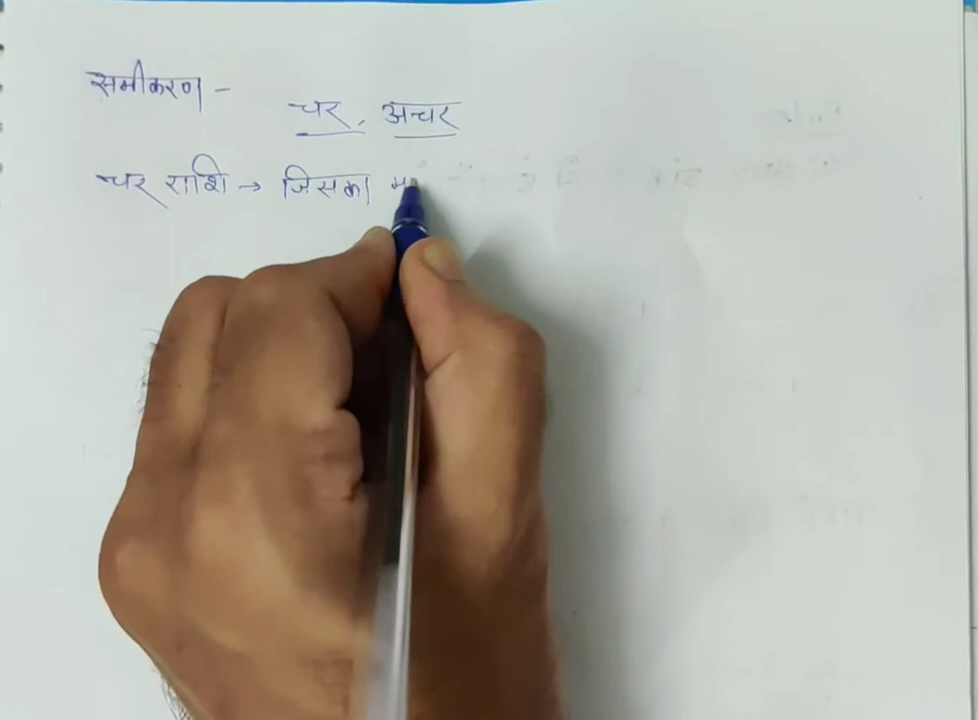 समीकरण -
चर, अचर
चर राशि → जिसका